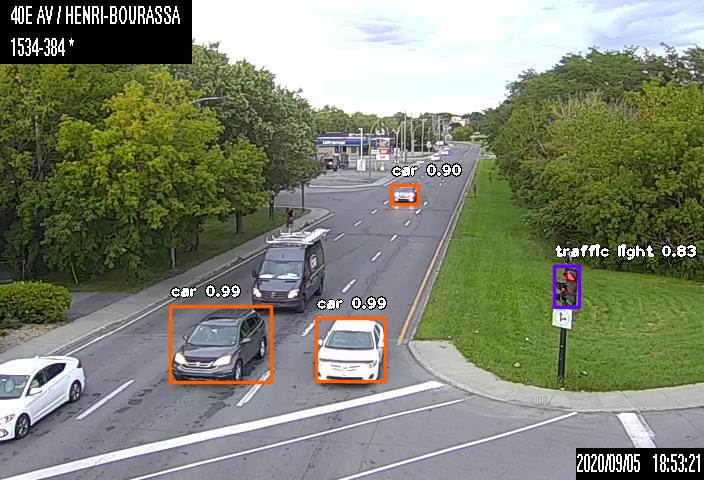 40E AV / HENRI-BOURASSA
1534-384 *
car 0.90
traffic light 0.83
car 0.99
car 0.99
2020/09/05 18:53:21